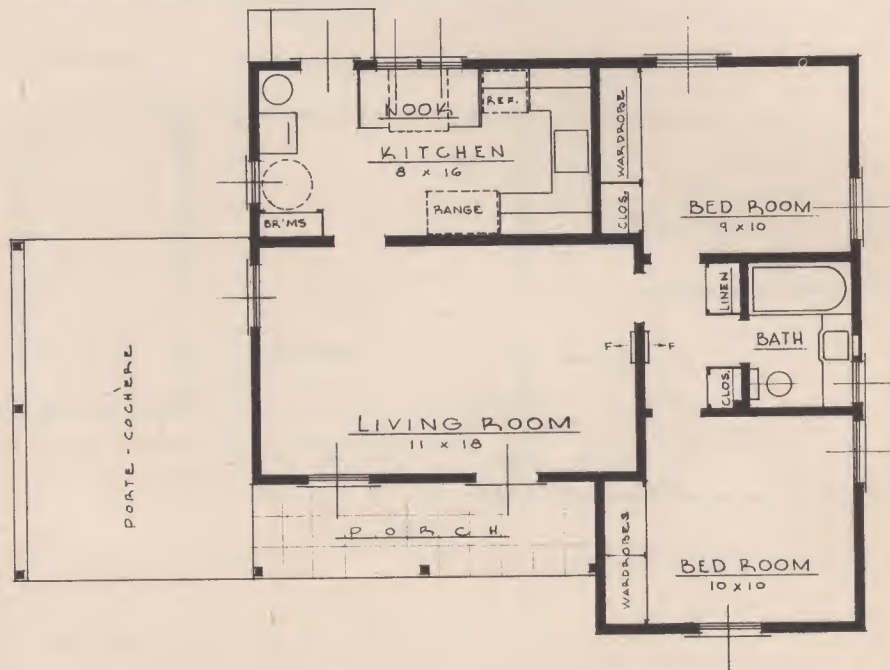 NOOK
REF.
KITCHEN
8 x 16
RANGE
BR'MS
WARDROBE
CLOS.
BED ROOM
9 x 10
LINEN
BATH
CLOS.
F F
LIVING ROOM
11 x 18
PORTE-COCHÈRE
PORCH
WARDROBES
BED ROOM
10 x 10